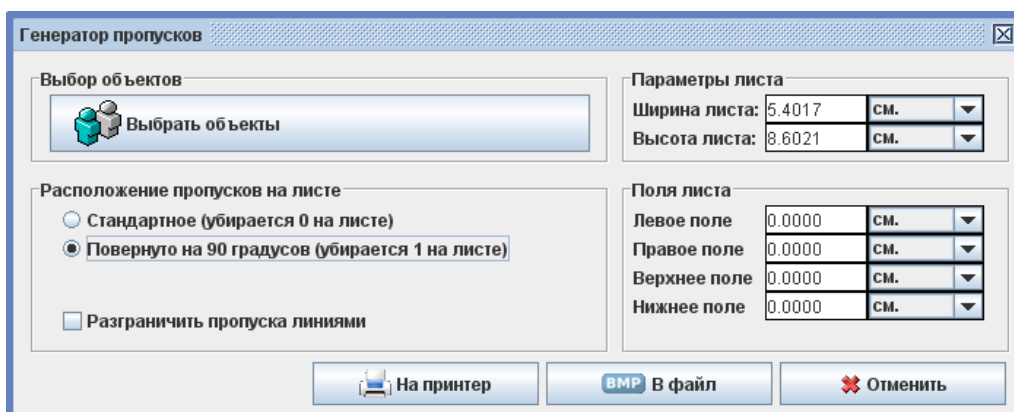 Генератор пропусков
Выбор объектов
Выбрать объекты
Параметры листа
Ширина листа: 5.4017 см.
Высота листа: 8.6021 см.
Расположение пропусков на листе
Стандартное (убирается 0 на листе)
Повернуто на 90 градусов (убирается 1 на листе)
Разграничить пропуска линиями
Поля листа
Левое поле 0.0000 см.
Правое поле 0.0000 см.
Верхнее поле 0.0000 см.
Нижнее поле 0.0000 см.
На принтер
BMP В файл
Отменить